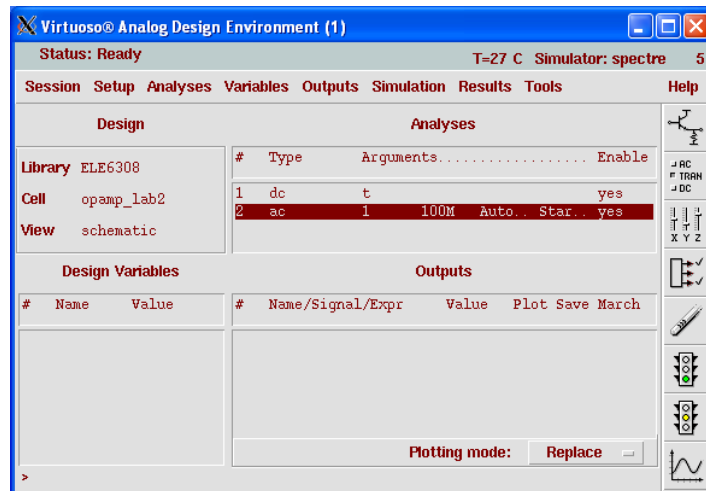 Virtuoso® Analog Design Environment (1)
Status: Ready T=27 C Simulator: spectre 5
Session Setup Analyses Variables Outputs Simulation Results Tools Help
Design Analyses
Library ELE6308
Cell opamp_lab2
View schematic
# Type Arguments.................. Enable
1 dc t yes
2 ac 1 100M Auto.. Star.. yes
AC
TRAN
DC
X Y Z
Design Variables Outputs
# Name Value
# Name/Signal/Expr Value Plot Save March
Plotting mode: Replace
>